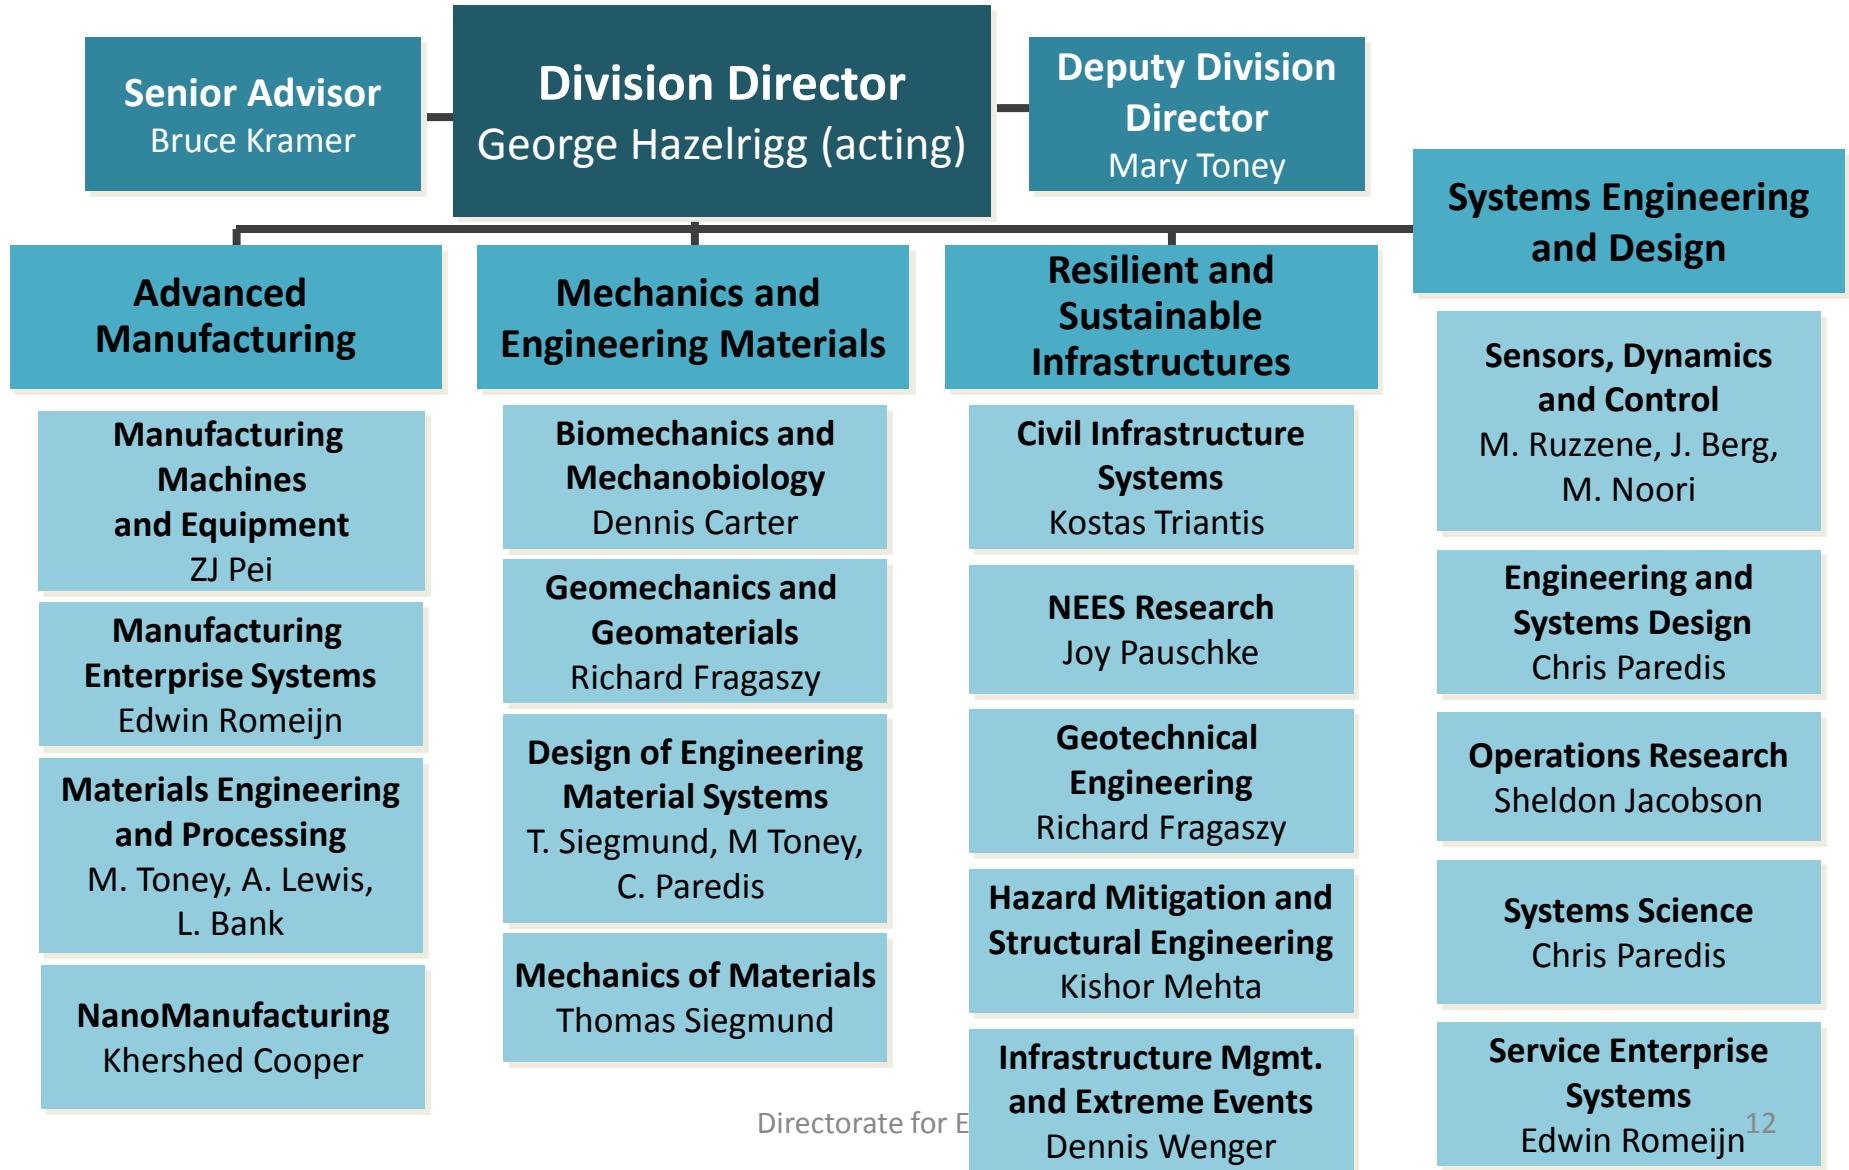 Senior Advisor
Bruce Kramer
Division Director
George Hazelrigg (acting)
Deputy Division
Director
Mary Toney
Advanced
Manufacturing
Manufacturing
Machines
and Equipment
ZJ Pei
Manufacturing
Enterprise Systems
Edwin Romeijn
Materials Engineering
and Processing
M. Toney, A. Lewis,
L. Bank
NanoManufacturing
Khershed Cooper
Mechanics and
Engineering Materials
Biomechanics and
Mechanobiology
Dennis Carter
Geomechanics and
Geomaterials
Richard Fragaszy
Design of Engineering
Material Systems
T. Siegmund, M Toney,
C. Paredis
Mechanics of Materials
Thomas Siegmund
Resilient and
Sustainable
Infrastructures
Civil Infrastructure
Systems
Kostas Triantis
NEES Research
Joy Pauschke
Geotechnical
Engineering
Richard Fragaszy
Hazard Mitigation and
Structural Engineering
Kishor Mehta
Infrastructure Mgmt.
and Extreme Events
Dennis Wenger
Systems Engineering
and Design
Sensors, Dynamics
and Control
M. Ruzzene, J. Berg,
M. Noori
Engineering and
Systems Design
Chris Paredis
Operations Research
Sheldon Jacobson
Systems Science
Chris Paredis
Service Enterprise
Systems
Edwin Romeijn
Directorate for
12